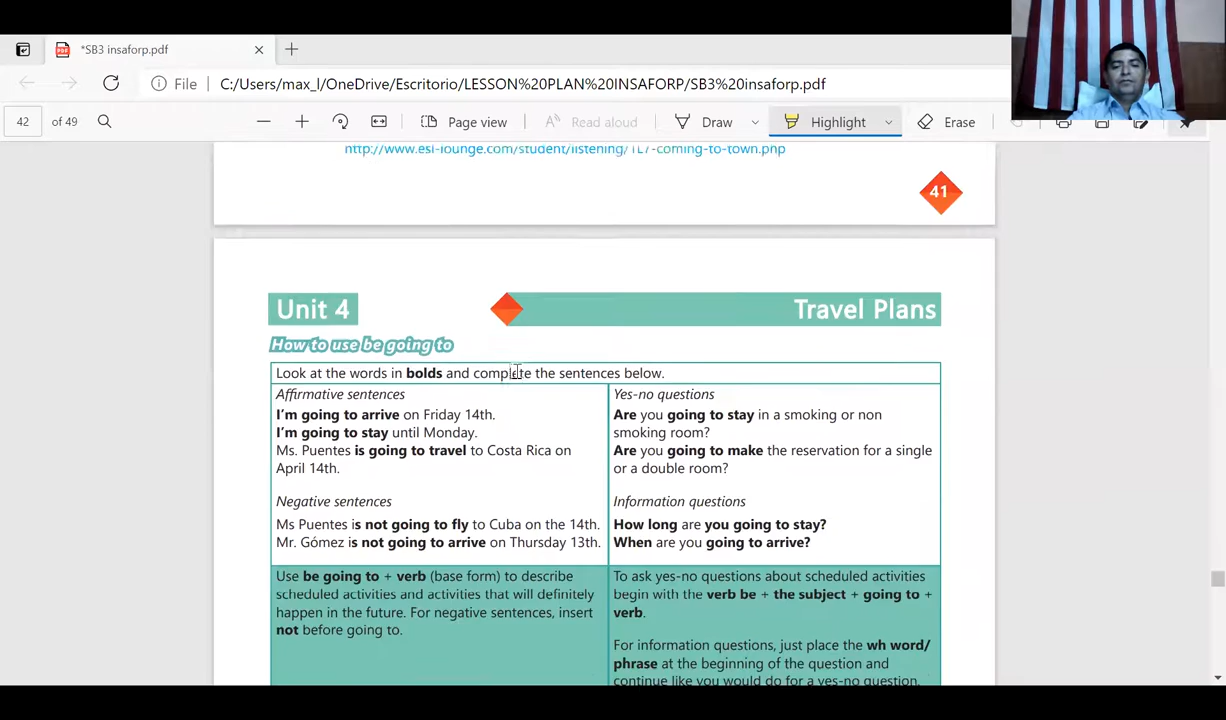 *SB3 insaforp.pdf
File C:/Users/max_l/OneDrive/Escritorio/LESSON%20PLAN%20INSAFORP/SB3%20insaforp.pdf
42 of 49 Page view Read aloud Draw Highlight Erase
http://www.esl-lounge.com/student/listening/1L7-coming-to-town.php
41
Unit 4 Travel Plans
How to use be going to
Look at the words in bolds and complete the sentences below.
Affirmative sentences
I'm going to arrive on Friday 14th.
I'm going to stay until Monday.
Ms. Puentes is going to travel to Costa Rica on
April 14th.
Negative sentences
Ms Puentes is not going to fly to Cuba on the 14th.
Mr. Gómez is not going to arrive on Thursday 13th.
Yes-no questions
Are you going to stay in a smoking or non
smoking room?
Are you going to make the reservation for a single
or a double room?
Information questions
How long are you going to stay?
When are you going to arrive?
Use be going to + verb (base form) to describe
scheduled activities and activities that will definitely
happen in the future. For negative sentences, insert
not before going to.
To ask yes-no questions about scheduled activities
begin with the verb be + the subject + going to +
verb.
For information questions, just place the wh word/
phrase at the beginning of the question and
continue like you would do for a yes-no question.